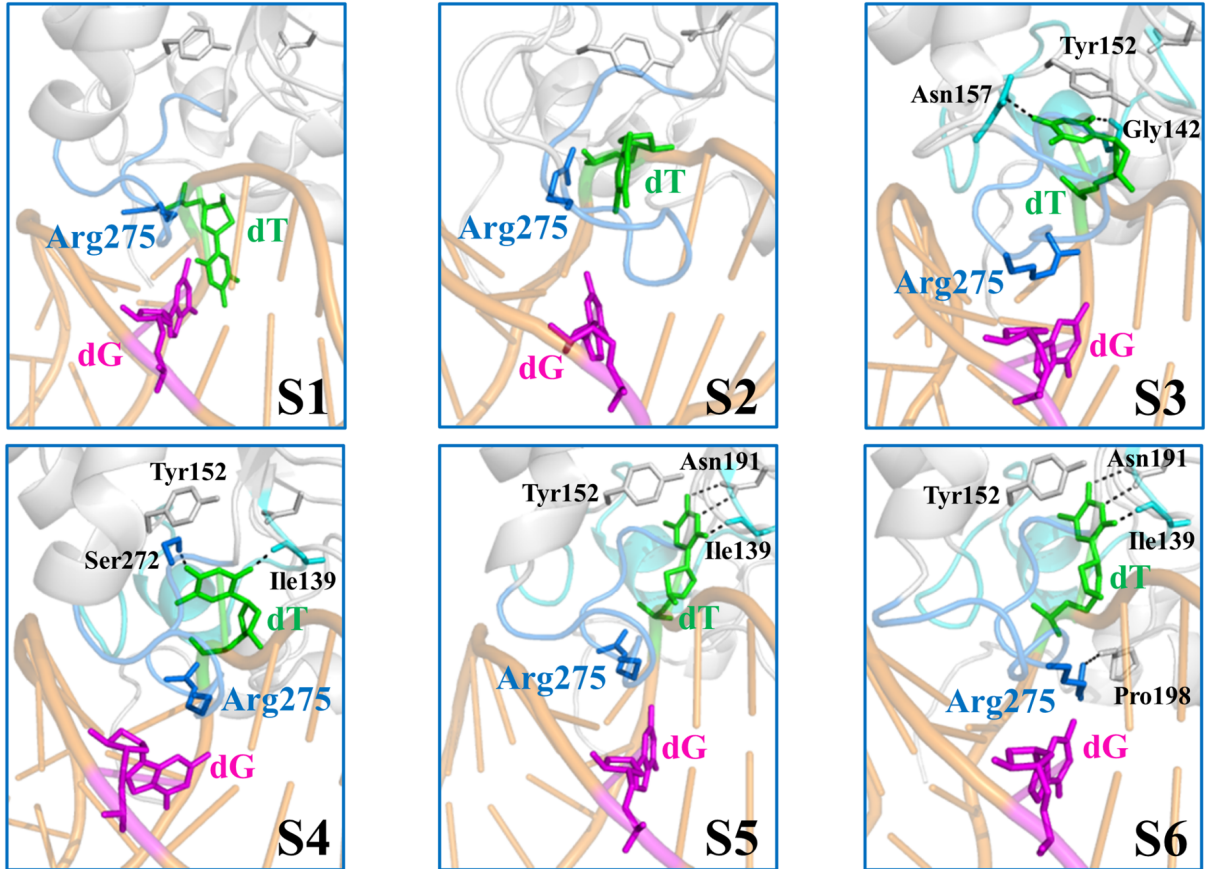 Arg275
dT
dG
S1
Arg275
dT
dG
S2
Tyr152
Asn157
Gly142
dT
Arg275
dG
S3
Tyr152
Ser272
Ile139
dT
Arg275
dG
S4
Asn191
Tyr152
Ile139
dT
Arg275
dG
S5
Asn191
Tyr152
Ile139
dT
Arg275
Pro198
dG
S6